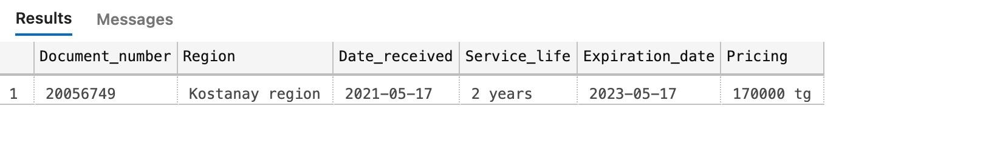 Results Messages
Document_number Region Date_received Service_life Expiration_date Pricing
1 20056749 Kostanay region 2021-05-17 2 years 2023-05-17 170000 tg